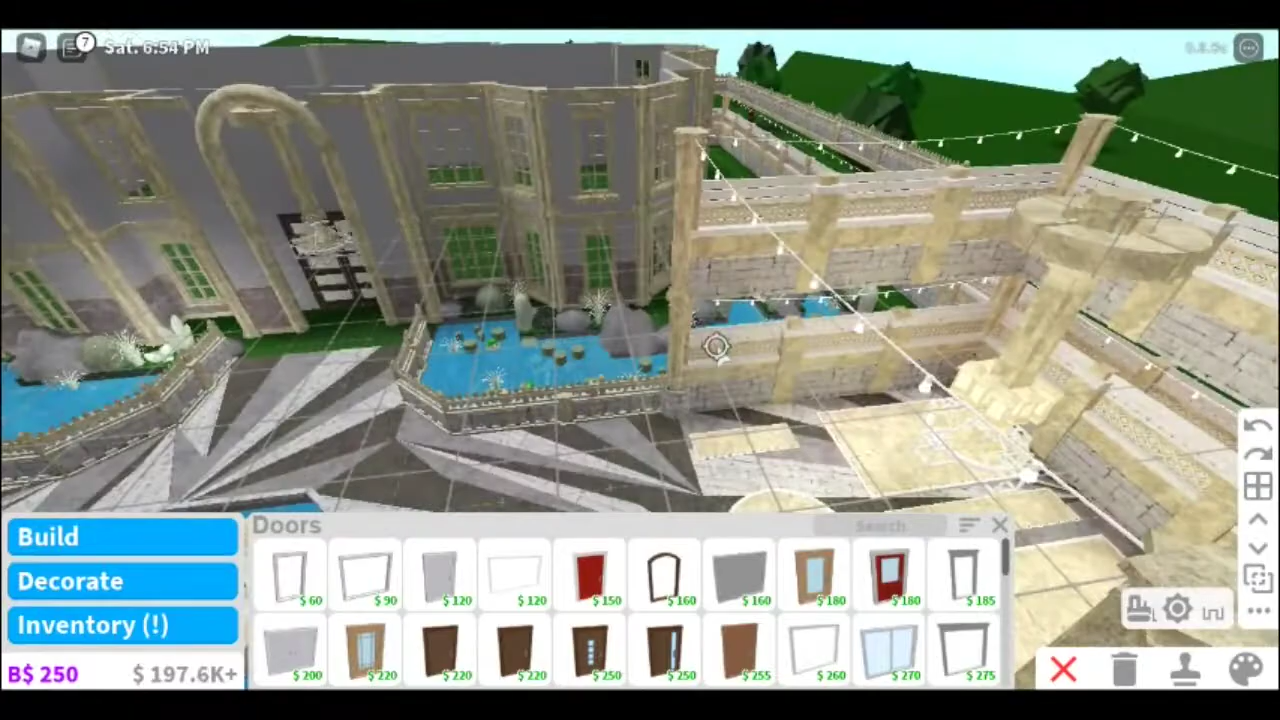 7 Sat. 6:54 PM
Build
Decorate
Inventory (!)
B$ 250 $ 197.6K+
Doors Search
$ 60 $ 90 $ 120 $ 120 $ 150 $ 160 $ 160 $ 180 $ 180 $ 185
$ 200 $ 220 $ 220 $ 220 $ 250 $ 250 $ 255 $ 260 $ 270 $ 275